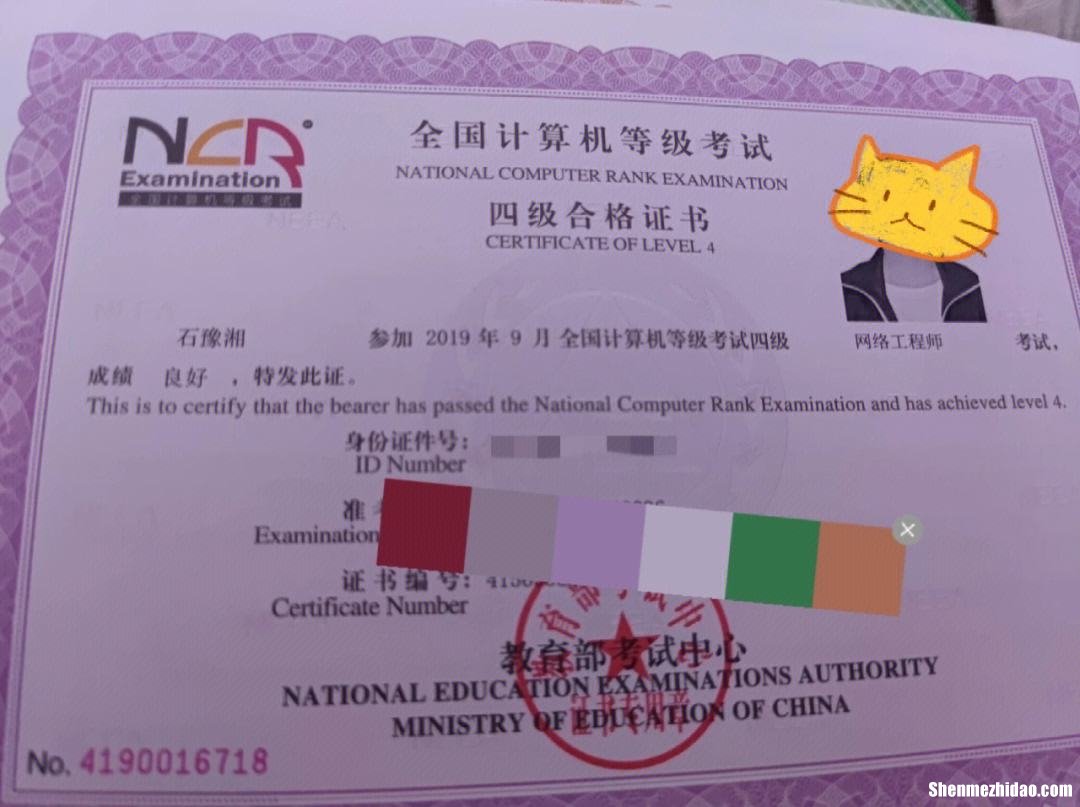 NCR
Examination
全国计算机等级考试
全国计算机等级考试
NATIONAL COMPUTER RANK EXAMINATION
四级合格证书
CERTIFICATE OF LEVEL 4
石豫湘 参加 2019 年 9 月 全国计算机等级考试四级 网络工程师 考试，
成绩 良好 ，特发此证。
This is to certify that the bearer has passed the National Computer Rank Examination and has achieved level 4.
身份证件号：
ID Number
准
Examination
证书编号：
Certificate Number
教育部考试中心
NATIONAL EDUCATION EXAMINATIONS AUTHORITY
MINISTRY OF EDUCATION OF CHINA
证书专用章
No. 4190016718
Shenmezhidao.com